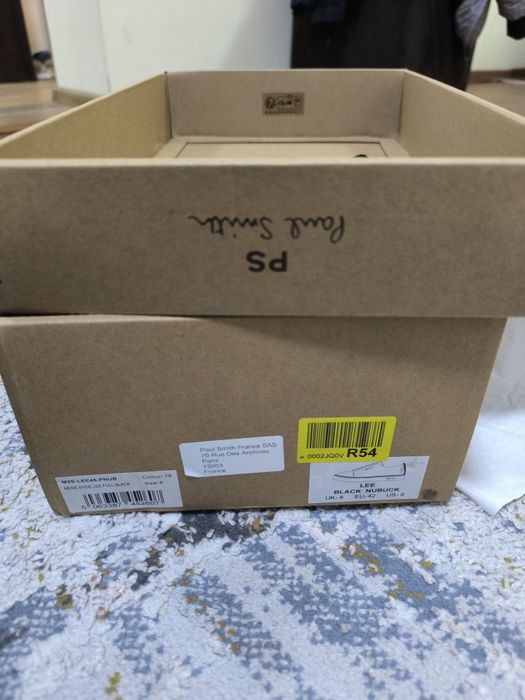 Paul Smith
PS
Paul Smith France SAS
70 Rue Des Archives
Paris
75003
France
0002JQ0V R54
M2S-LEE45-PNUB Colour: 79
MENS SHOE LEE FULL BLACK Size: 8
LEE
BLACK NUBUCK
UK- 8 EU- 42 US- 9